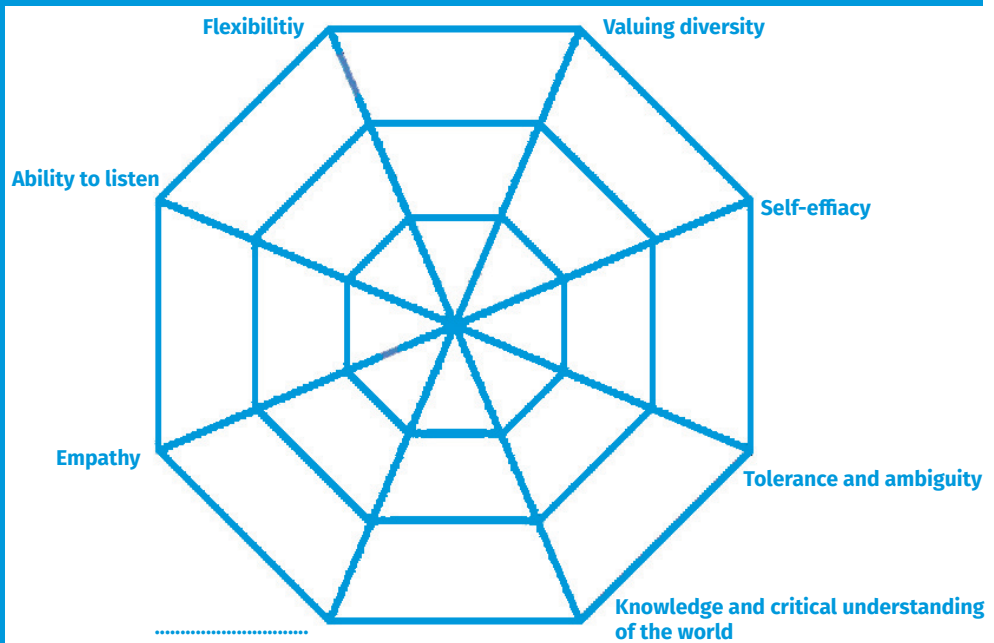 Flexibilitiy
Valuing diversity
Ability to listen
Self-effiacy
Empathy
Tolerance and ambiguity
Knowledge and critical understanding
of the world
..............................